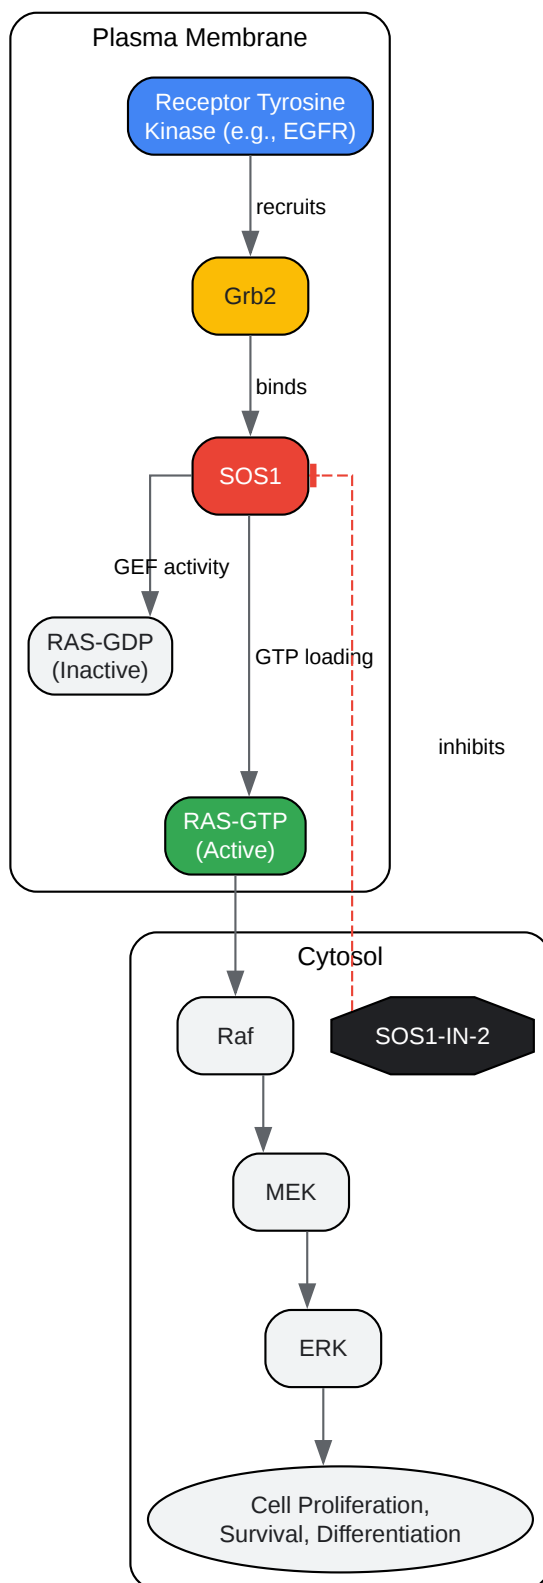 Plasma Membrane
Receptor Tyrosine
Kinase (e.g., EGFR)
recruits
Grb2
binds
SOS1
GEF activity
RAS-GDP
(Inactive)
GTP loading
inhibits
RAS-GTP
(Active)
Cytosol
Raf
SOS1-IN-2
MEK
ERK
Cell Proliferation,
Survival, Differentiation